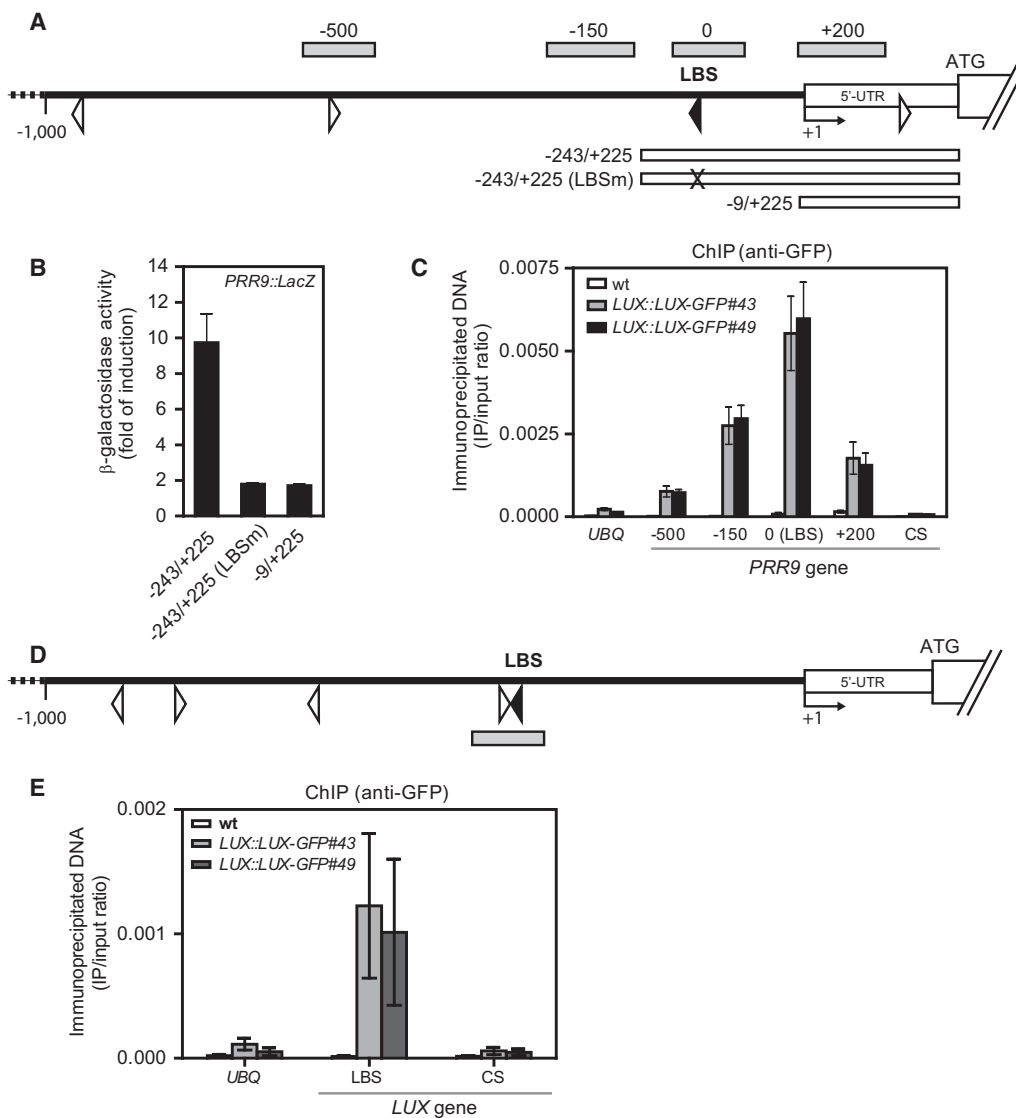 A
-500
-150
0
+200
LBS
ATG
5'-UTR
-1,000
+1
-243/+225
-243/+225 (LBSm)
X
-9/+225
B
β-galactosidase activity
(fold of induction)
14
12
10
8
6
4
2
0
PRR9::LacZ
-243/+225
-243/+225 (LBSm)
-9/+225
C
ChIP (anti-GFP)
Immunoprecipitated DNA
(IP/input ratio)
0.0075
0.0050
0.0025
0.0000
wt
LUX::LUX-GFP#43
LUX::LUX-GFP#49
UBQ
-500
-150
0 (LBS)
+200
CS
PRR9 gene
D
LBS
ATG
5'-UTR
-1,000
+1
E
ChIP (anti-GFP)
Immunoprecipitated DNA
(IP/input ratio)
0.002
0.001
0.000
wt
LUX::LUX-GFP#43
LUX::LUX-GFP#49
UBQ
LBS
CS
LUX gene